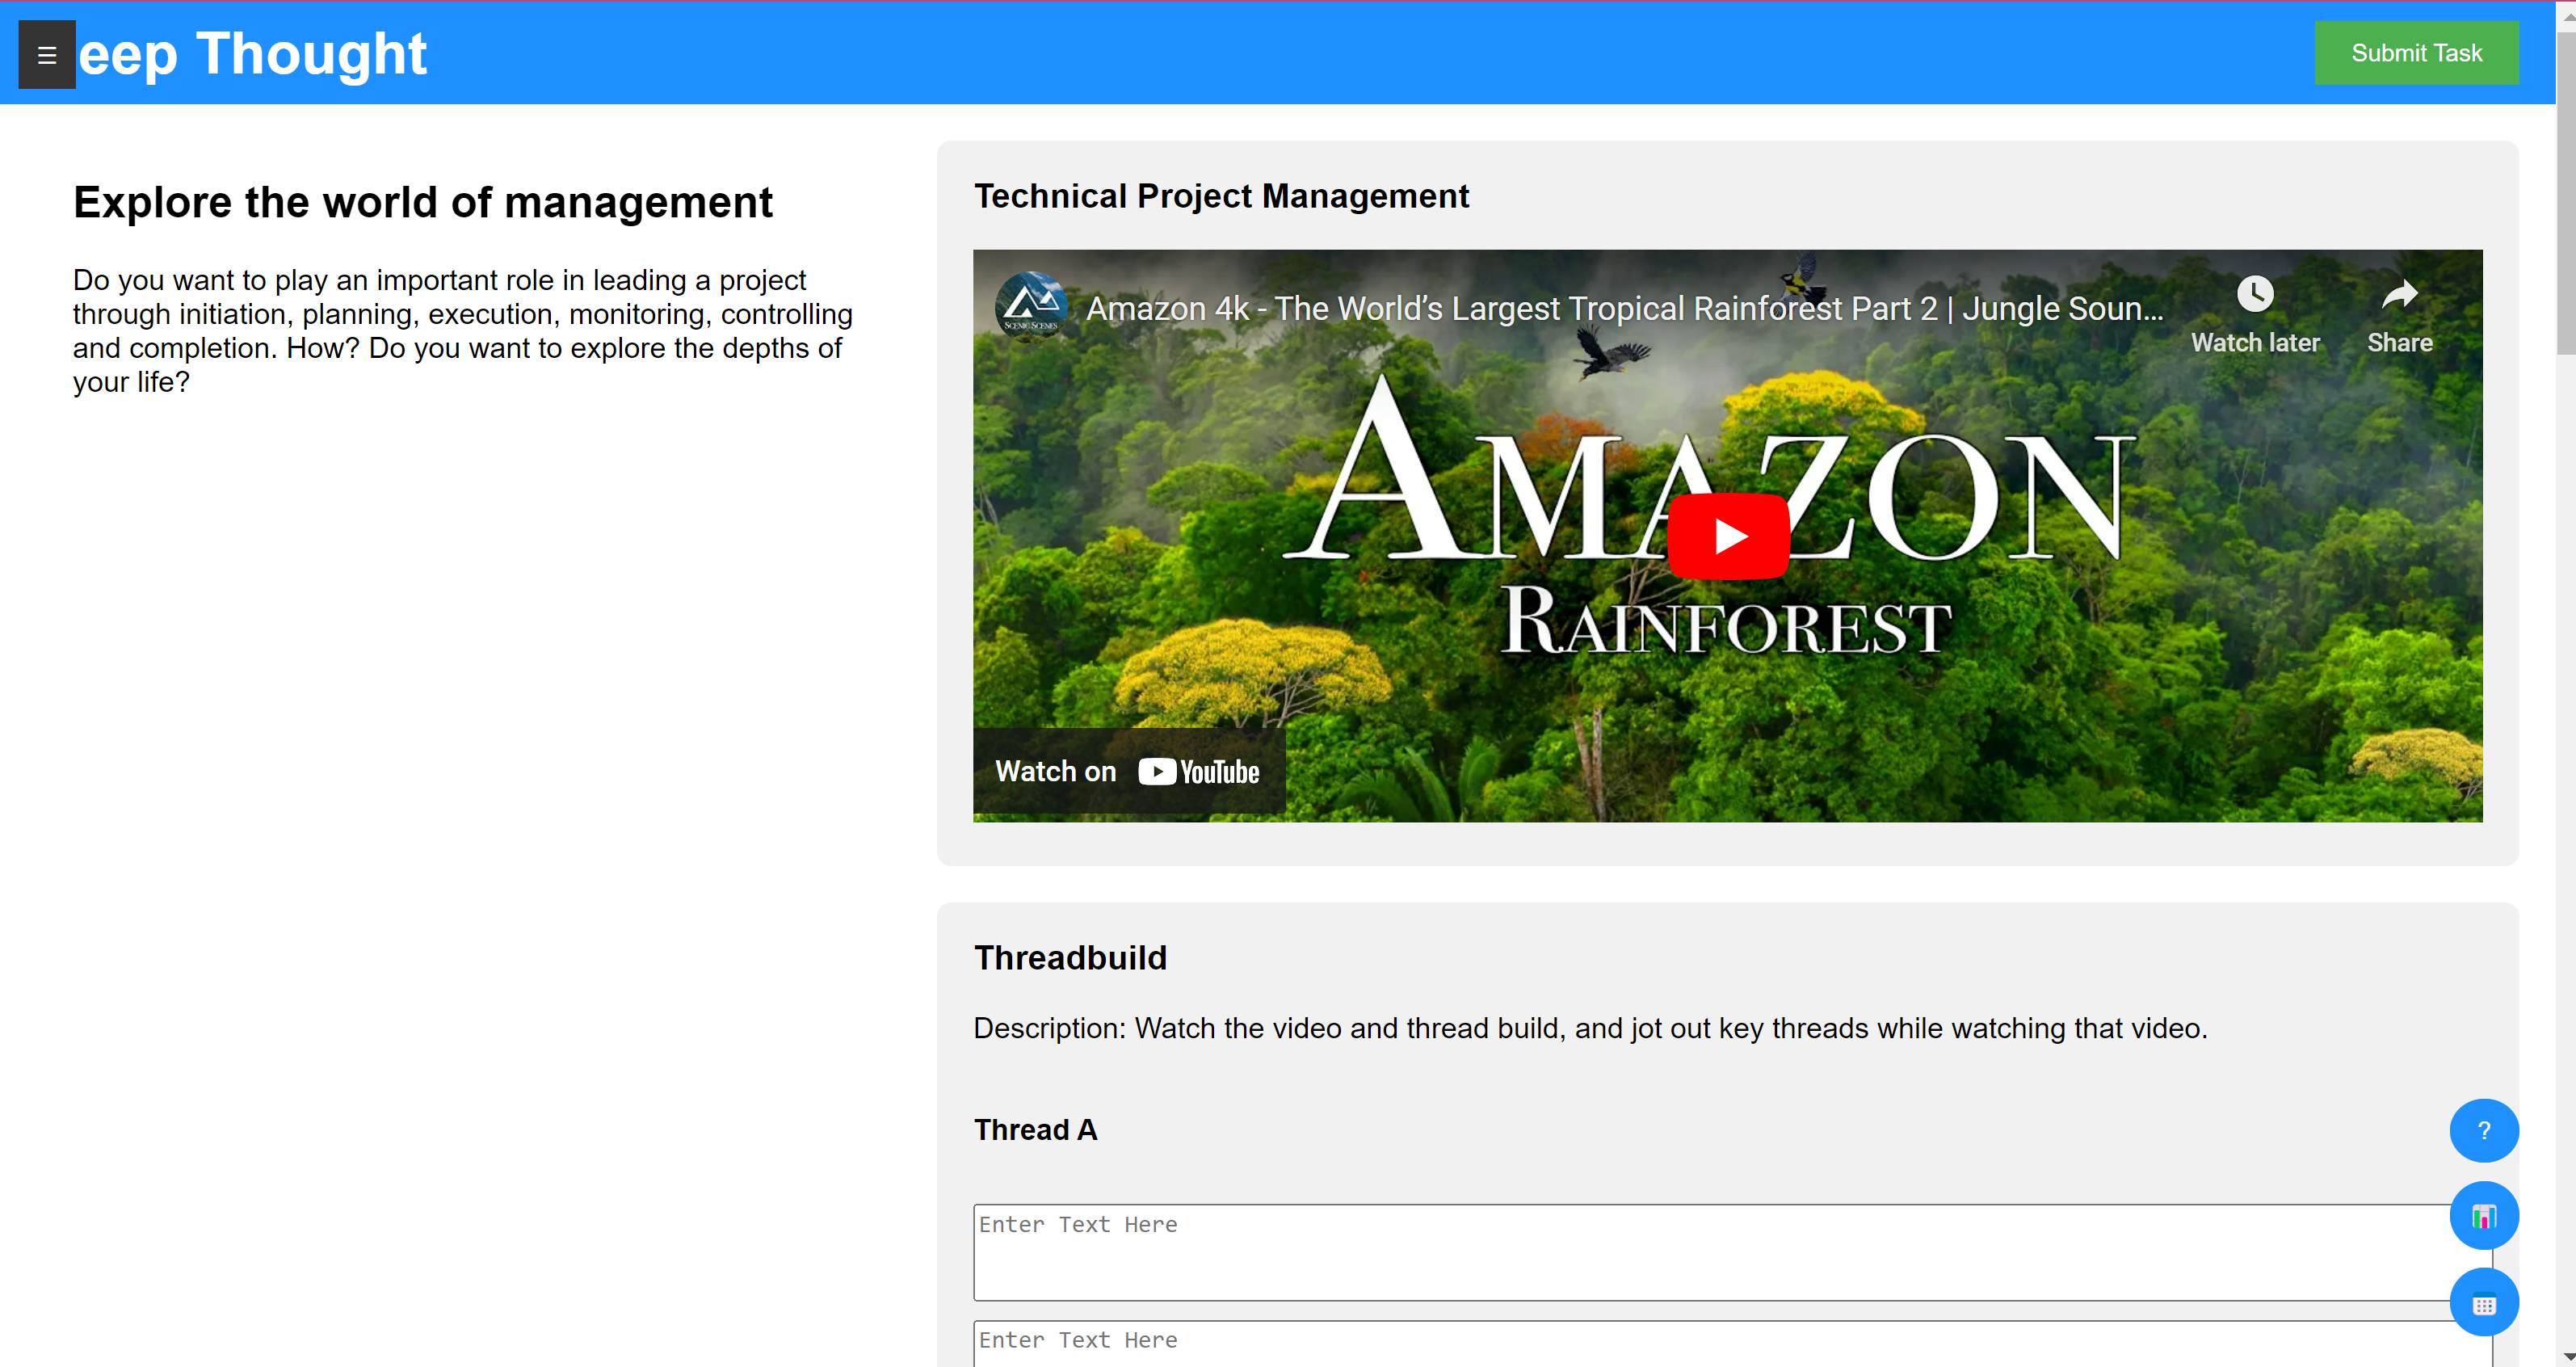 ☰ eep Thought
Submit Task
Explore the world of management
Do you want to play an important role in leading a project
through initiation, planning, execution, monitoring, controlling
and completion. How? Do you want to explore the depths of
your life?
Technical Project Management
SCENIC SCENES
Amazon 4k - The World’s Largest Tropical Rainforest Part 2 | Jungle Soun...
Watch later
Share
AMAZON
RAINFOREST
Watch on YouTube
Threadbuild
Description: Watch the video and thread build, and jot out key threads while watching that video.
Thread A
?
Enter Text Here
Enter Text Here